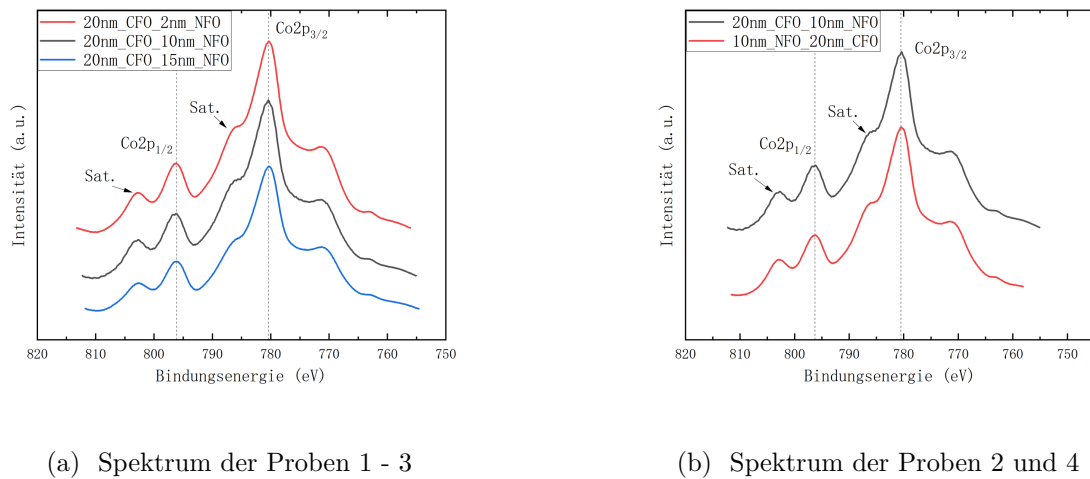 20nm_CFO_2nm_NFO
20nm_CFO_10nm_NFO
20nm_CFO_15nm_NFO
Co2p3/2
Sat.
Co2p1/2
Sat.
Intensität (a.u.)
820 810 800 790 780 770 760 750
Bindungsenergie (eV)
(a) Spektrum der Proben 1 - 3
20nm_CFO_10nm_NFO
10nm_NFO_20nm_CFO
Co2p3/2
Sat.
Co2p1/2
Sat.
Intensität (a.u.)
820 810 800 790 780 770 760 750
Bindungsenergie (eV)
(b) Spektrum der Proben 2 und 4